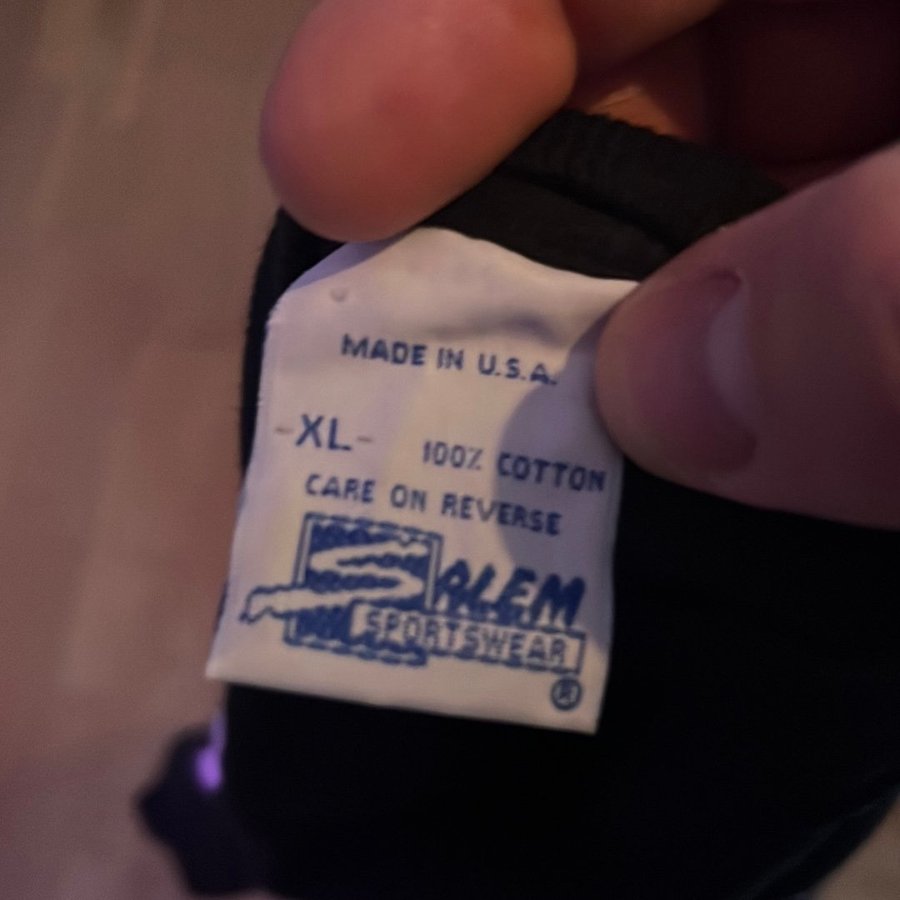 MADE IN U.S.A.
-XL- 100% COTTON
CARE ON REVERSE
SALEM
SPORTSWEAR
®